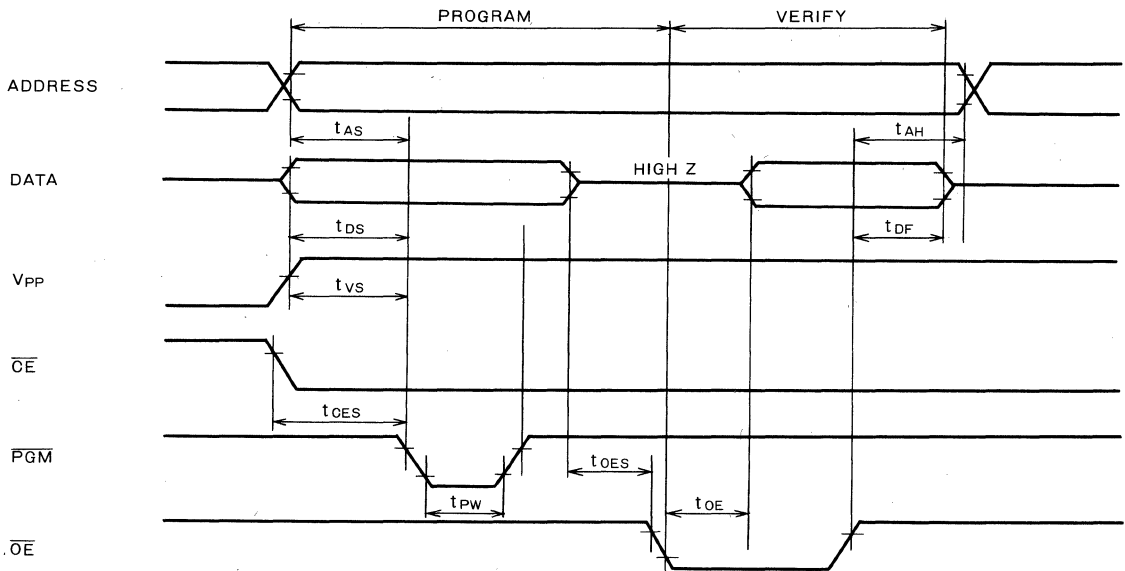 PROGRAM VERIFY
ADDRESS
tAS tAH
DATA HIGH Z
tDS tDF
VPP
tVS
CE
tCES
PGM
tOES
tPW tOE
OE